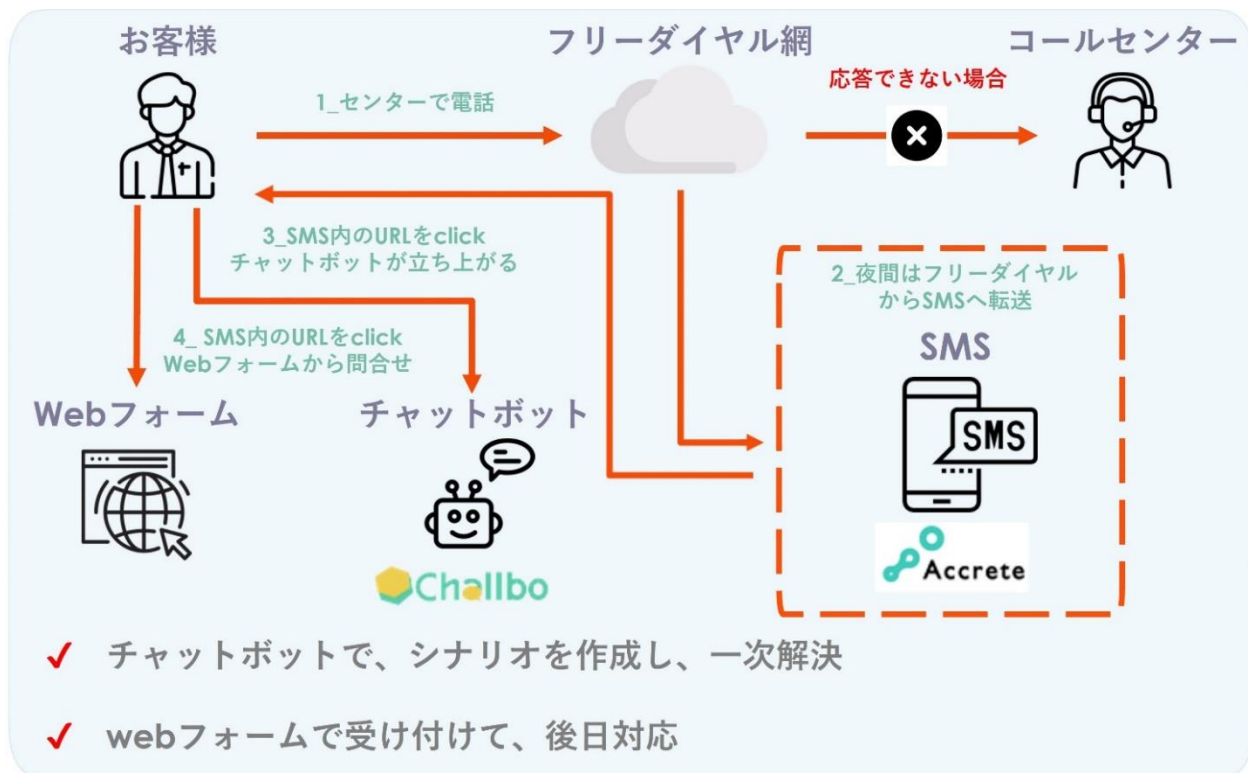 お客様
フリーダイヤル網
コールセンター
応答できない場合
1_センターで電話
3_SMS内のURLをclick
チャットボットが立ち上がる
2_夜間はフリーダイヤル
からSMSへ転送
4_ SMS内のURLをclick
Webフォームから問合せ
SMS
Webフォーム
チャットボット
SMS
Accrete
Challbo
✓ チャットボットで、シナリオを作成し、一次解決
✓ webフォームで受け付けて、後日対応